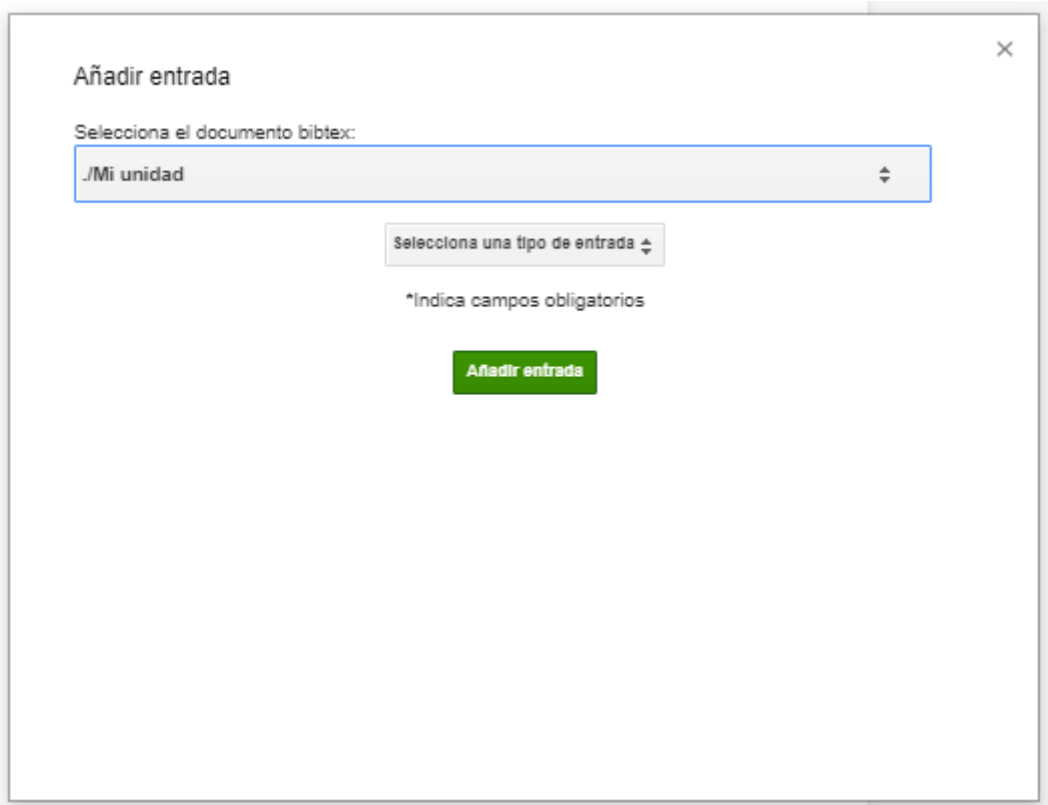 Añadir entrada
Selecciona el documento bibtex:
./Mi unidad
Selecciona una tipo de entrada
*Indica campos obligatorios
Añadir entrada